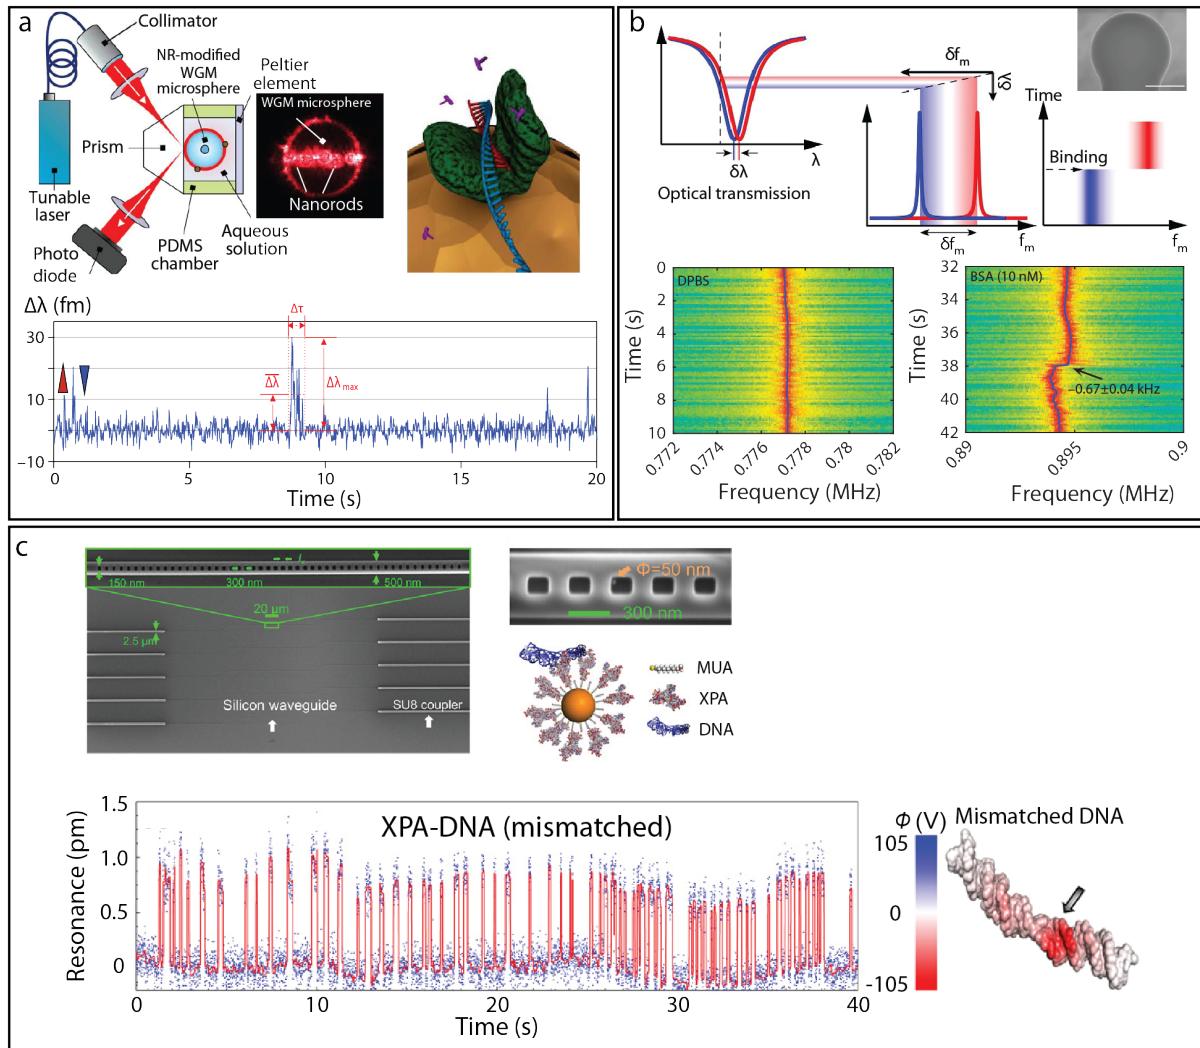 a
Collimator
NR-modified
WGM
microsphere
Peltier
element
WGM microsphere
Prism
Nanorods
Tunable
laser
Aqueous
solution
PDMS
chamber
Photo
diode
Δλ (fm)
30
10
−10
Δτ
Δλ
Δλmax
0
5
10
15
20
Time (s)
b
δfm
δλ
Time
λ
δλ
Optical transmission
δfm
fm
Binding
fm
DPBS
0
2
4
6
8
10
Time (s)
0.772
0.774
0.776
0.778
0.78
0.782
Frequency (MHz)
BSA (10 nM)
−0.67±0.04 kHz
32
34
36
38
40
42
Time (s)
0.89
0.895
0.9
Frequency (MHz)
c
150 nm
300 nm
500 nm
20 μm
2.5 μm
Silicon waveguide
SU8 coupler
Φ=50 nm
300 nm
MUA
XPA
DNA
XPA-DNA (mismatched)
Resonance (pm)
1.5
1.0
0.5
0
0
10
20
30
40
Time (s)
Φ (V)
105
0
-105
Mismatched DNA